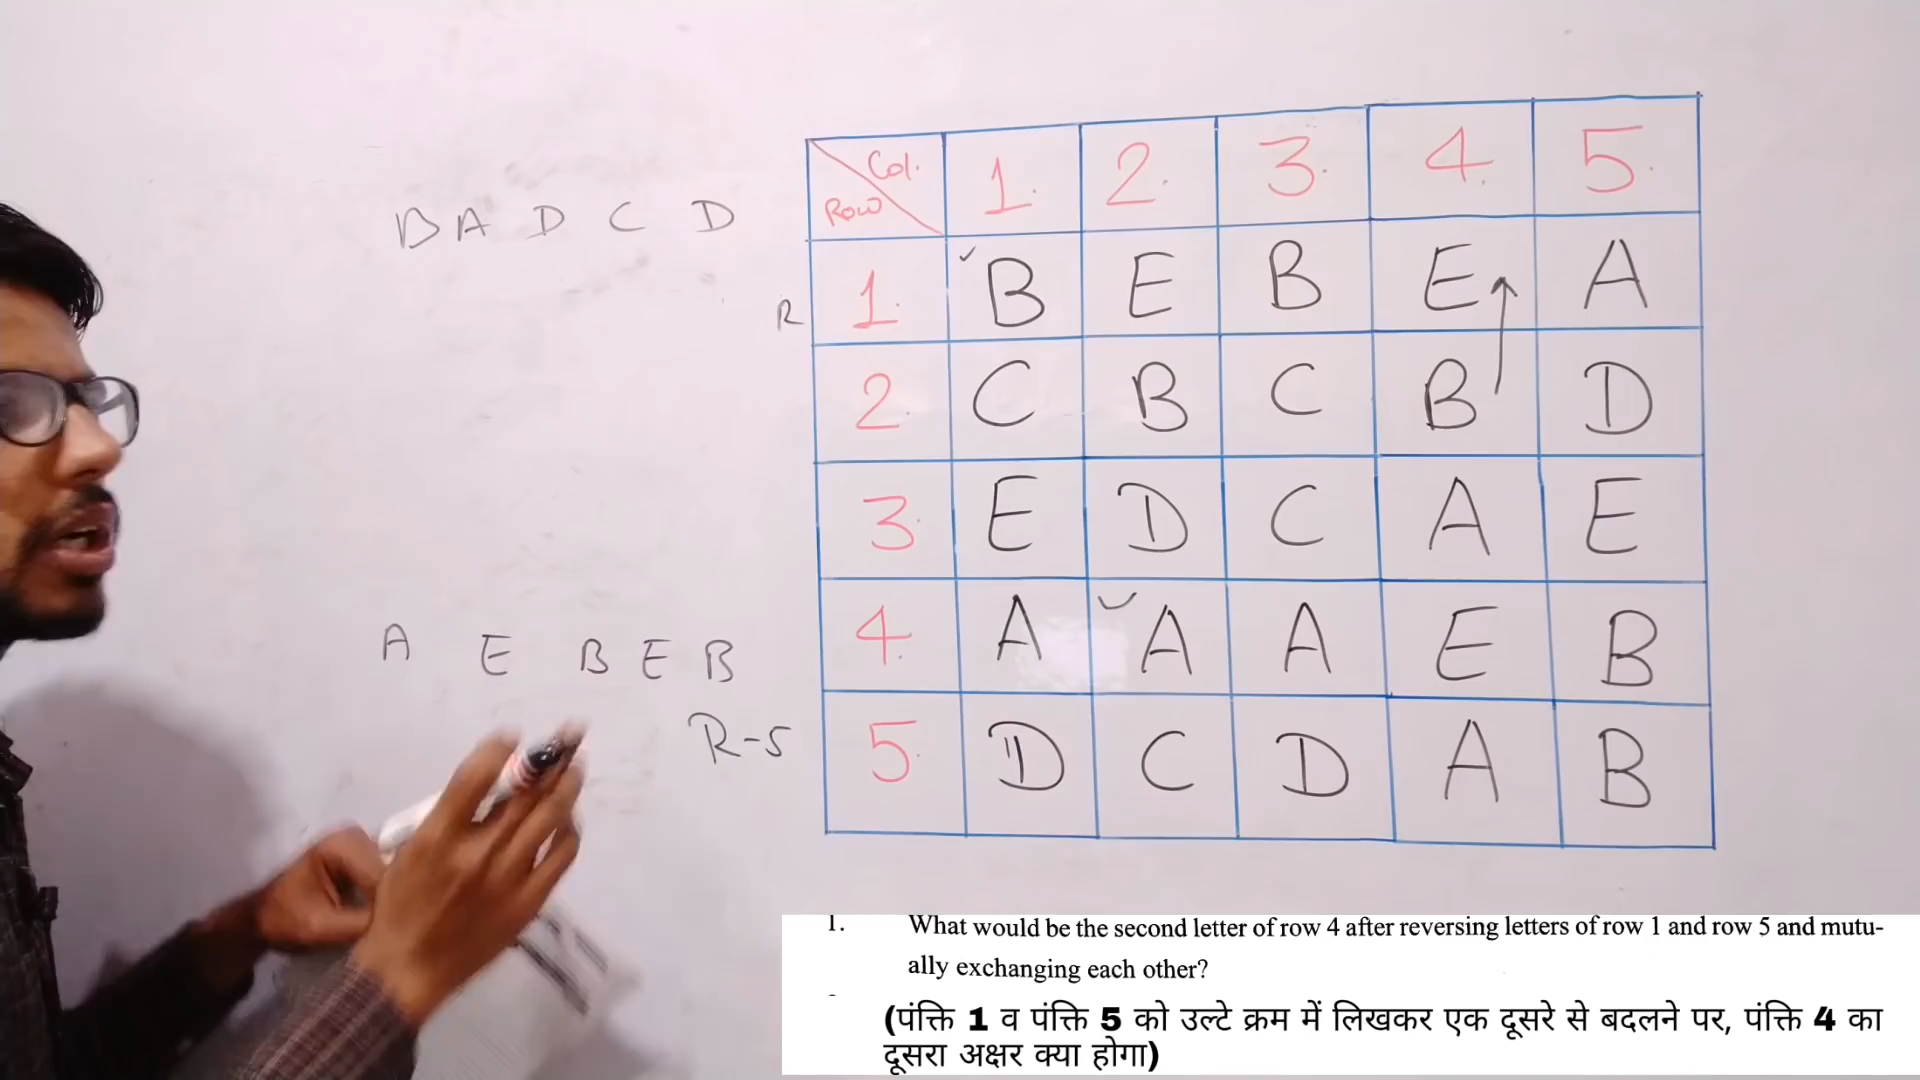 Col. 1. 2. 3. 4. 5.
Row
B A D C D
R 1. B E B E A
2. C B C B D
3. E D C A E
4. A A A E B
A E B E B
R-5
5. D C D A B
1. What would be the second letter of row 4 after reversing letters of row 1 and row 5 and mutu-
ally exchanging each other?
(पंक्ति 1 व पंक्ति 5 को उल्टे क्रम में लिखकर एक दूसरे से बदलने पर, पंक्ति 4 का
दूसरा अक्षर क्या होगा)